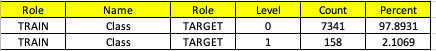 Role Name Role Level Count Percent
TRAIN Class TARGET 0 7341 97.8931
TRAIN Class TARGET 1 158 2.1069